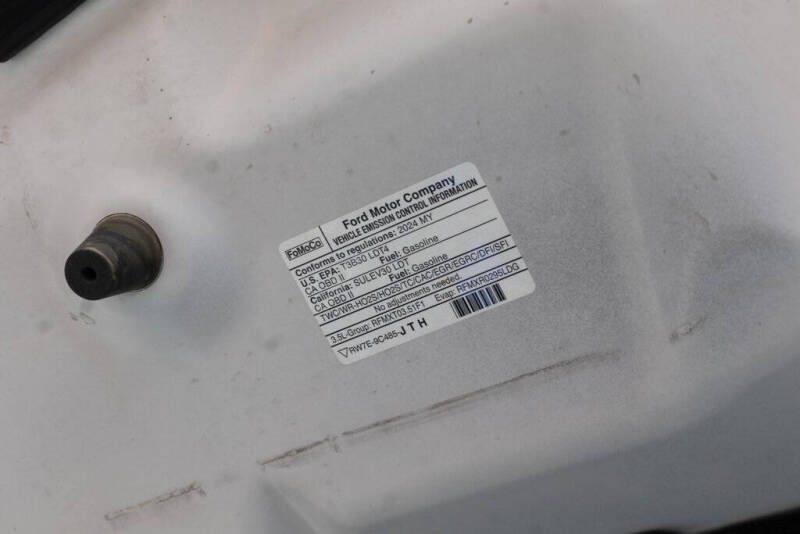 FoMoCo
Ford Motor Company
VEHICLE EMISSION CONTROL INFORMATION
Conforms to regulations: 2024 MY
U.S. EPA: T3B30 LDT4 Fuel: Gasoline
CA OBD II
California: SULEV30 LDT Fuel: Gasoline
CA OBD II
TWC/WR-HO2S/HO2S/TC/CAC/EGR/EGRC/DFI/SFI
No adjustments needed.
3.5L-Group: RFMXT03.51F1 Evap: RFMXR0295LDG
RW7E-9C485-JTH